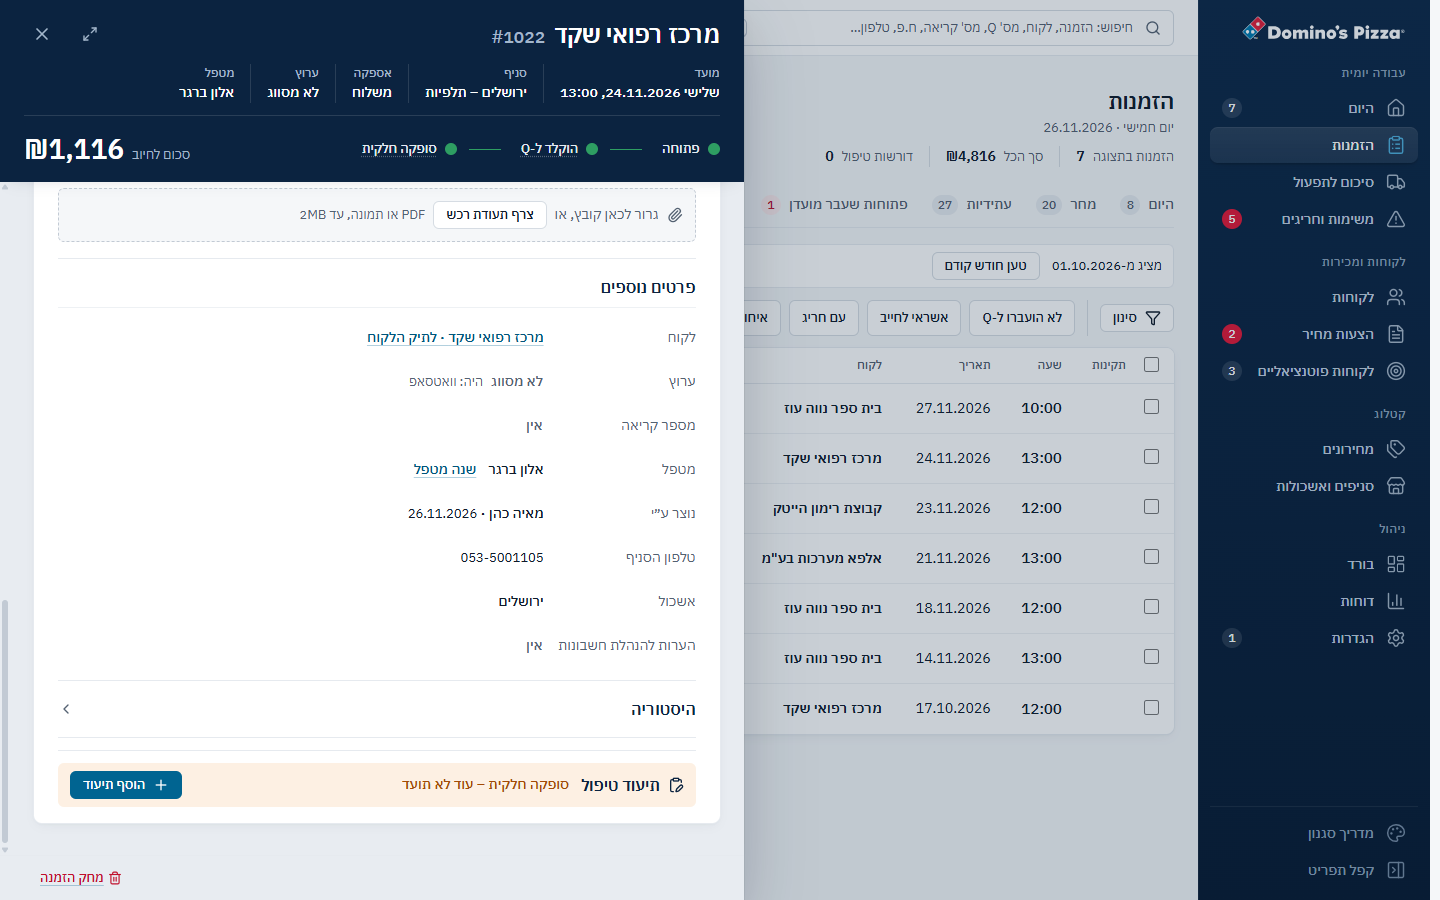 Domino's Pizza
עבודה יומית
היום 7
הזמנות
סיכום לתפעול
משימות וחריגים 5
לקוחות ומכירות
לקוחות
הצעות מחיר 2
לקוחות פוטנציאליים 3
קטלוג
מחירונים
סניפים ואשכולות
ניהול
בורד
דוחות
הגדרות 1
מדריך סגנון
קפל תפריט
חיפוש: הזמנה, לקוח, מס' Q, מס' קריאה, ח.פ, טלפון...
הזמנות
יום חמישי · 26.11.2026
הזמנות בתצוגה 7 סך הכל ₪4,816 דורשות טיפול 0
היום 8 מחר 20 עתידיות 27 פתוחות שעבר מועדן 1
מציג מ-01.10.2026 טען חודש קודם
סינון לא הועברו ל-Q אשראי לחייב עם חריג
תקינות שעה תאריך לקוח
10:00 27.11.2026 בית ספר נווה עוז
13:00 24.11.2026 מרכז רפואי שקד
12:00 23.11.2026 קבוצת רימון הייטק
13:00 21.11.2026 אלפא מערכות בע"מ
12:00 18.11.2026 בית ספר נווה עוז
13:00 14.11.2026 בית ספר נווה עוז
12:00 17.10.2026 מרכז רפואי שקד
מרכז רפואי שקד #1022
מועד סניף אספקה ערוץ מטפל
שלישי 24.11.2026, 13:00 ירושלים – תלפיות משלוח לא מסווג אלון ברגר
פתוחה הוקלד ל-Q סופקה חלקית סכום לחיוב ₪1,116
גרור לכאן קובץ, או צרף תעודת רכש PDF או תמונה, עד 2MB
פרטים נוספים
לקוח מרכז רפואי שקד · לתיק הלקוח
ערוץ לא מסווג היה: וואטסאפ
מספר קריאה אין
מטפל אלון ברגר שנה מטפל
נוצר ע״י מאיה כהן · 26.11.2026
טלפון הסניף 053-5001105
אשכול ירושלים
הערות להנהלת חשבונות אין
היסטוריה
תיעוד טיפול סופקה חלקית – עוד לא תועד הוסף תיעוד
מחק הזמנה